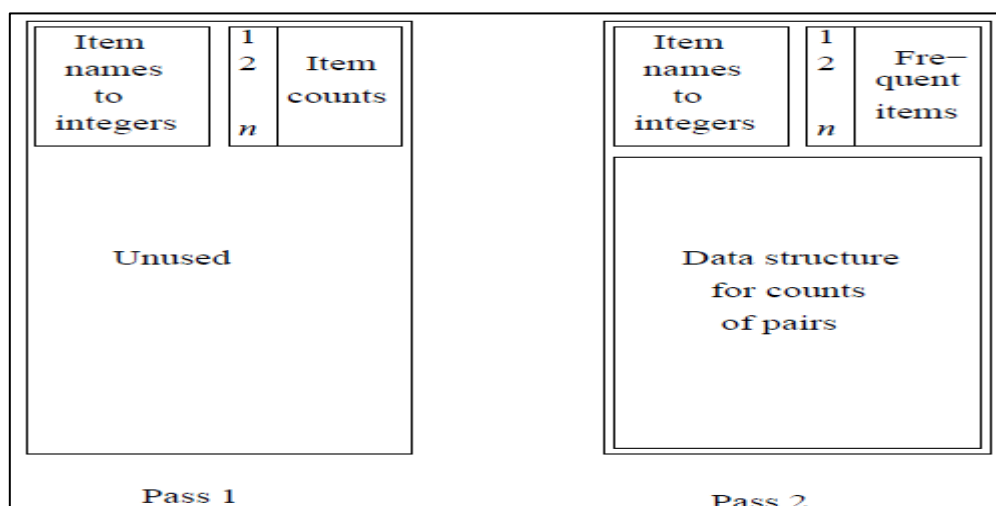 Item
names
to
integers
1
2
n
Item
counts
Unused
Pass 1
Item
names
to
integers
1
2
n
Fre−
quent
items
Data structure
for counts
of pairs
Pass 2